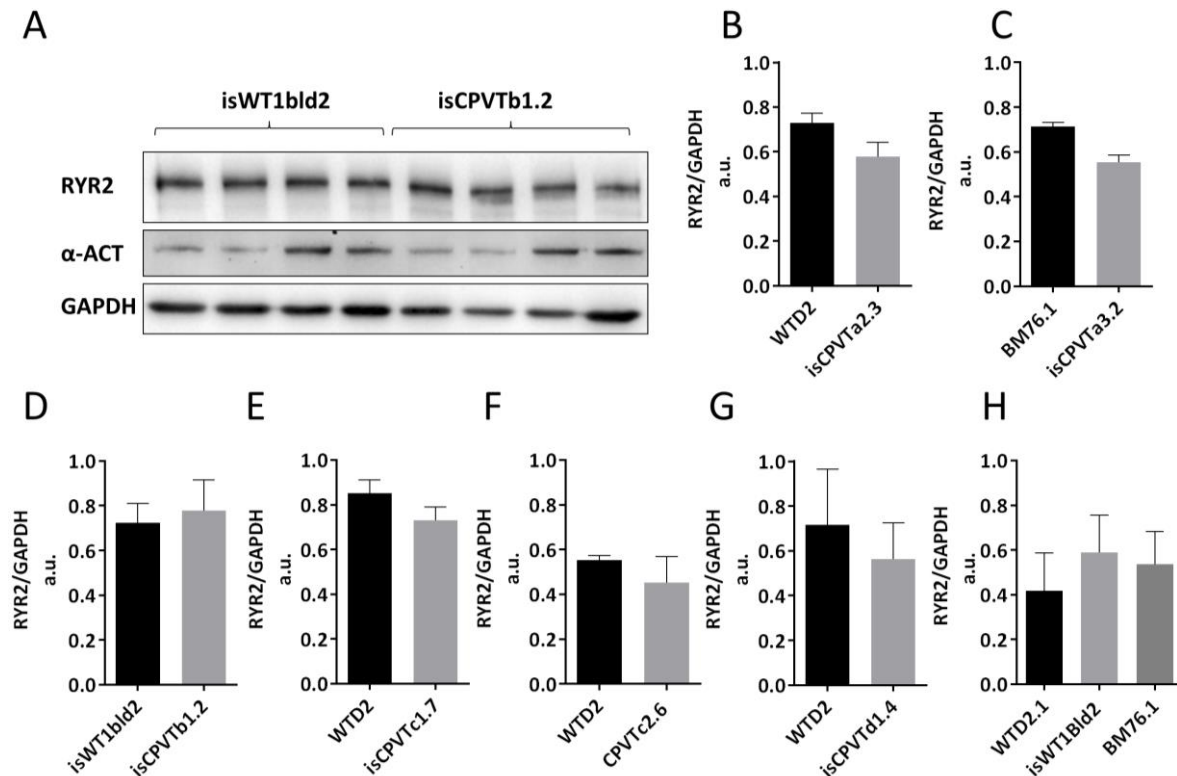 A
isWT1bld2
isCPVTb1.2
RYR2
α-ACT
GAPDH
B
RYR2/GAPDH
a.u.
1.0
0.8
0.6
0.4
0.2
0.0
WTD2
isCPVTa2.3
C
RYR2/GAPDH
a.u.
1.0
0.8
0.6
0.4
0.2
0.0
BM76.1
isCPVTa3.2
D
RYR2/GAPDH
a.u.
1.0
0.8
0.6
0.4
0.2
0.0
isWT1bld2
isCPVTb1.2
E
RYR2/GAPDH
a.u.
1.0
0.8
0.6
0.4
0.2
0.0
WTD2
isCPVTc1.7
F
RYR2/GAPDH
a.u.
1.0
0.8
0.6
0.4
0.2
0.0
WTD2
CPVTc2.6
G
RYR2/GAPDH
a.u.
1.0
0.8
0.6
0.4
0.2
0.0
WTD2
isCPVTd1.4
H
RYR2/GAPDH
a.u.
1.0
0.8
0.6
0.4
0.2
0.0
WTD2.1
isWT1Bld2
BM76.1